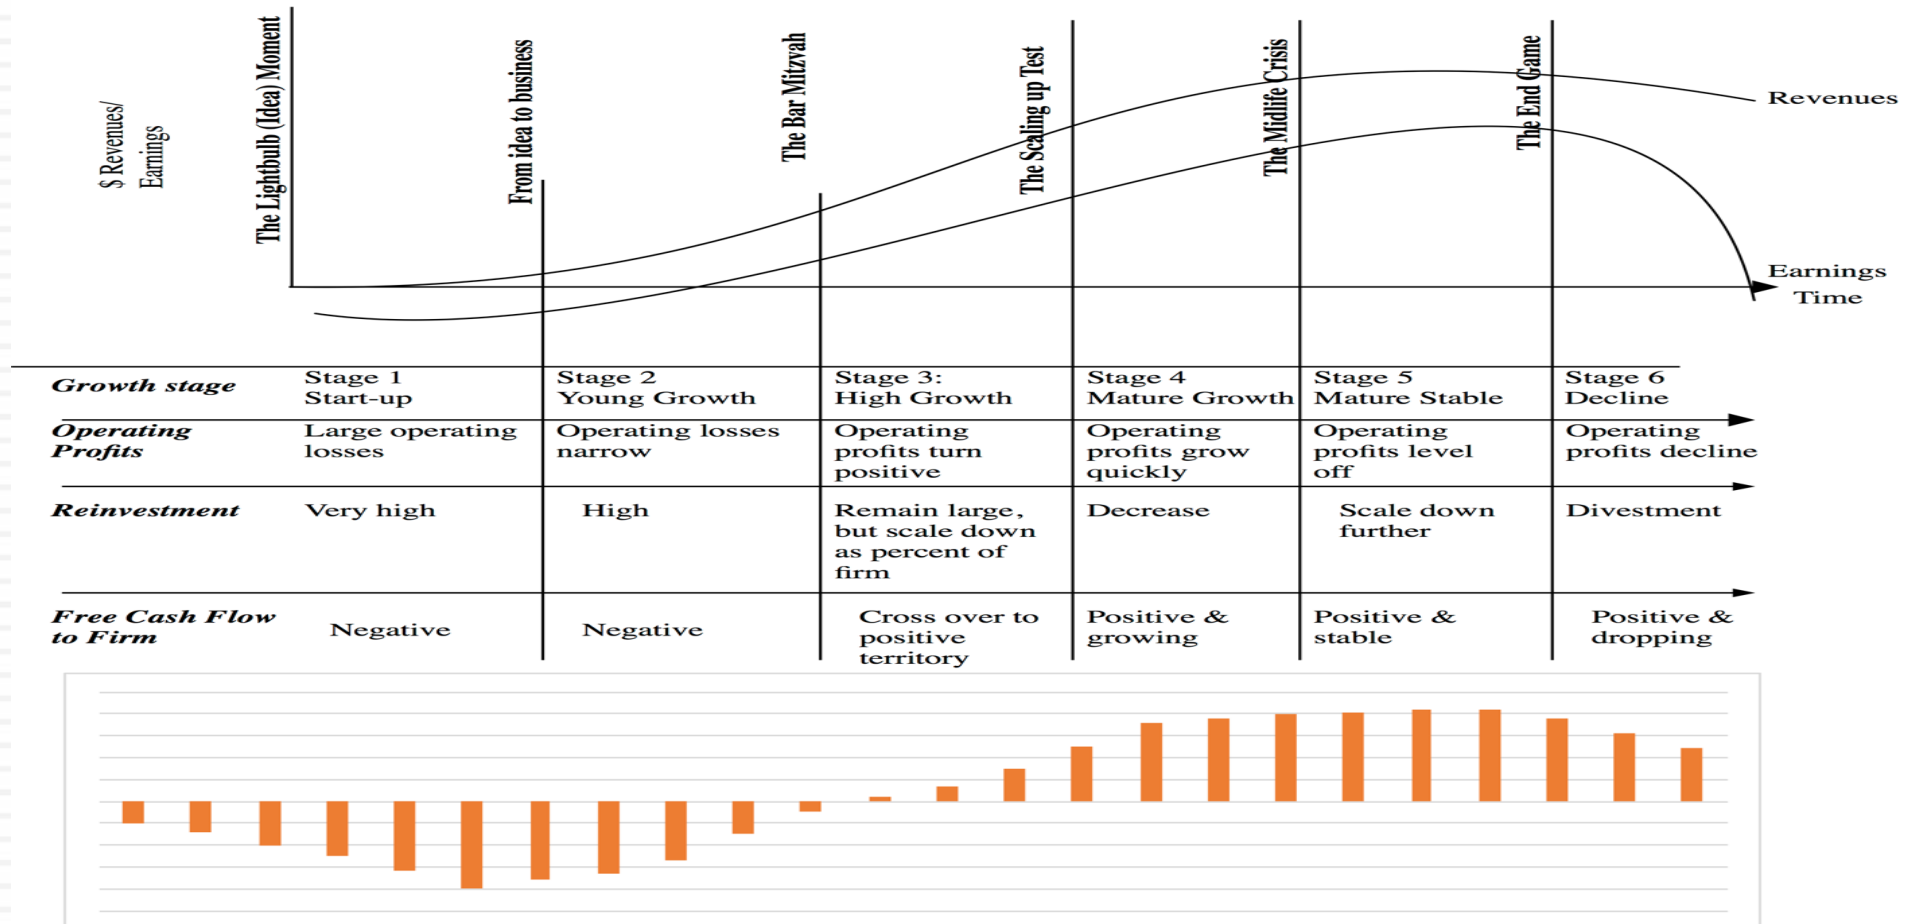 $ Revenues/
Earnings
The Lightbulb (Idea) Moment
From idea to business
The Bar Mitzvah
The Scaling up Test
The Midlife Crisis
The End Game
Revenues
Earnings
Time
Growth stage
Stage 1
Start-up
Stage 2
Young Growth
Stage 3:
High Growth
Stage 4
Mature Growth
Stage 5
Mature Stable
Stage 6
Decline
Operating
Profits
Large operating
losses
Operating losses
narrow
Operating
profits turn
positive
Operating
profits grow
quickly
Operating
profits level
off
Operating
profits decline
Reinvestment
Very high
High
Remain large,
but scale down
as percent of
firm
Decrease
Scale down
further
Divestment
Free Cash Flow
to Firm
Negative
Negative
Cross over to
positive
territory
Positive &
growing
Positive &
stable
Positive &
dropping